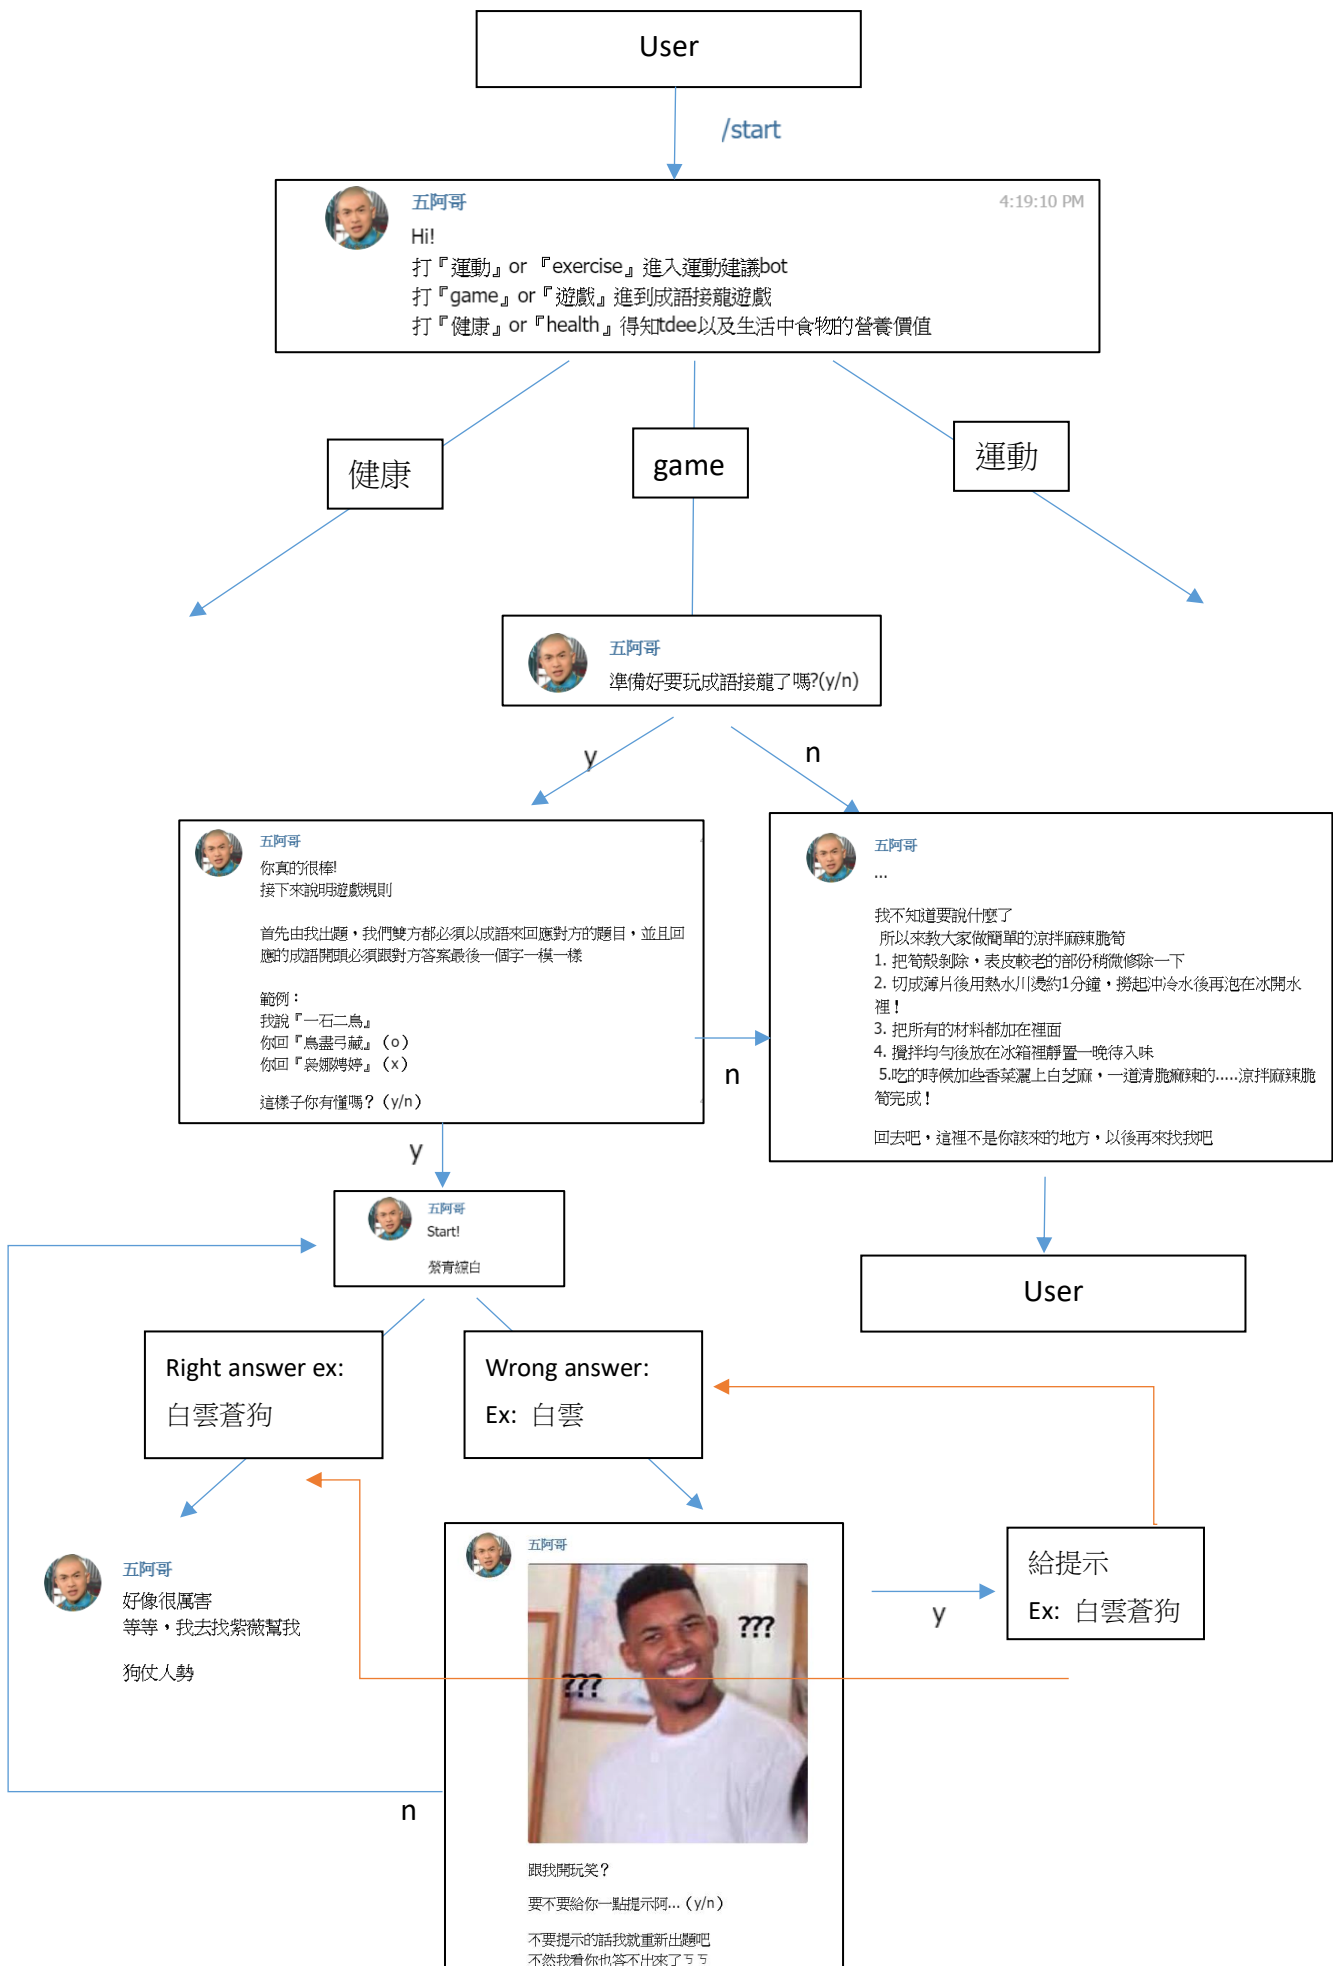 User
/start
五阿哥
4:19:10 PM
Hi!
打『運動』or 『exercise』進入運動建議bot
打『game』or『遊戲』進到成語接龍遊戲
打『健康』or『health』得知tdee以及生活中食物的營養價值
健康
game
運動
五阿哥
準備好要玩成語接龍了嗎?(y/n)
y
n
五阿哥
你真的很棒!
接下來說明遊戲規則
首先由我出題，我們雙方都必須以成語來回應對方的題目，並且回
應的成語開頭必須跟對方答案最後一個字一模一樣
範例：
我說『一石二鳥』
你回『鳥盡弓藏』（o）
你回『裊娜娉婷』（x）
這樣子你有懂嗎？（y/n）
n
五阿哥
...
我不知道要說什麼了
所以來教大家做簡單的涼拌麻辣脆筍
1. 把筍殼剝除，表皮較老的部份稍微修除一下
2. 切成薄片後用熱水川燙約1分鐘，撈起沖冷水後再泡在冰開水
裡！
3. 把所有的材料都加在裡面
4. 攪拌均勻後放在冰箱裡靜置一晚待入味
5.吃的時候加些香菜灑上白芝麻，一道清脆麻辣的.....涼拌麻辣脆
筍完成！
回去吧，這裡不是你該來的地方，以後再來找我吧
y
五阿哥
Start!
縈青繚白
User
Right answer ex:
白雲蒼狗
Wrong answer:
Ex: 白雲
五阿哥
好像很厲害
等等，我去找紫薇幫我
狗仗人勢
五阿哥
???
???
y
給提示
Ex: 白雲蒼狗
n
跟我開玩笑？
要不要給你一點提示阿...（y/n）
不要提示的話我就重新出題吧
不然我看你也答不出來了ㄎㄎ